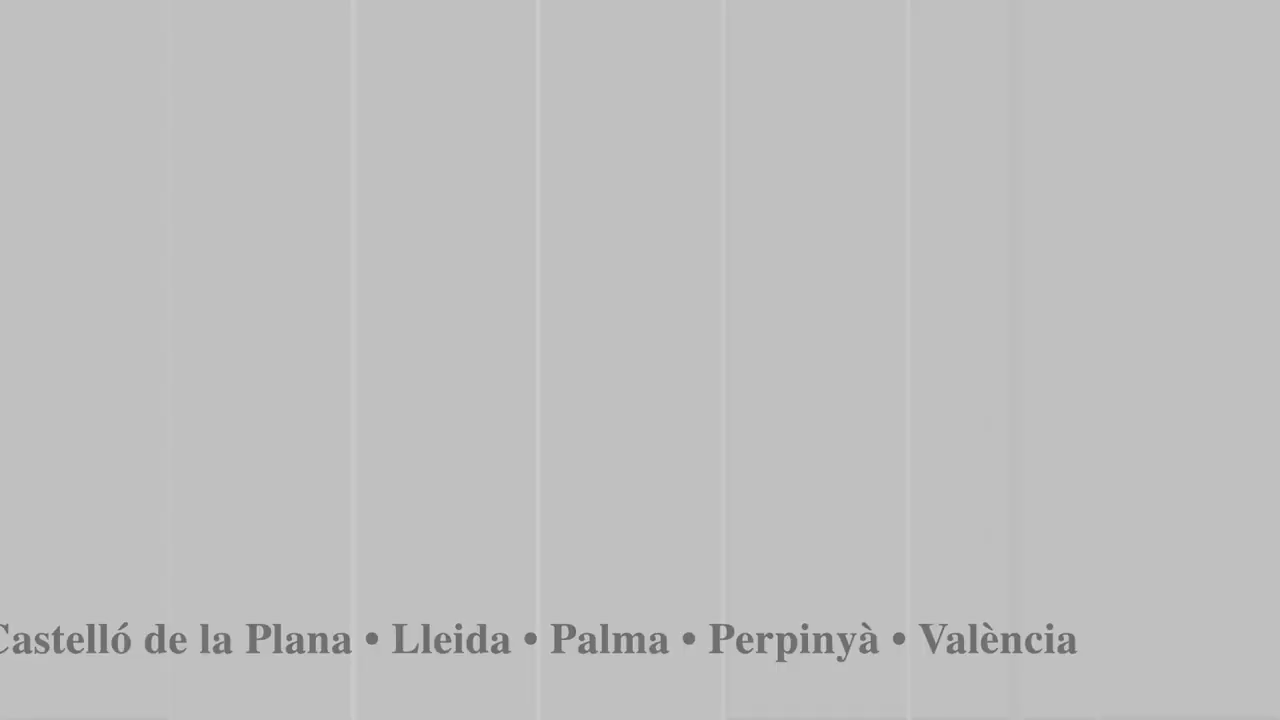 Castelló de la Plana • Lleida • Palma • Perpinyà • València